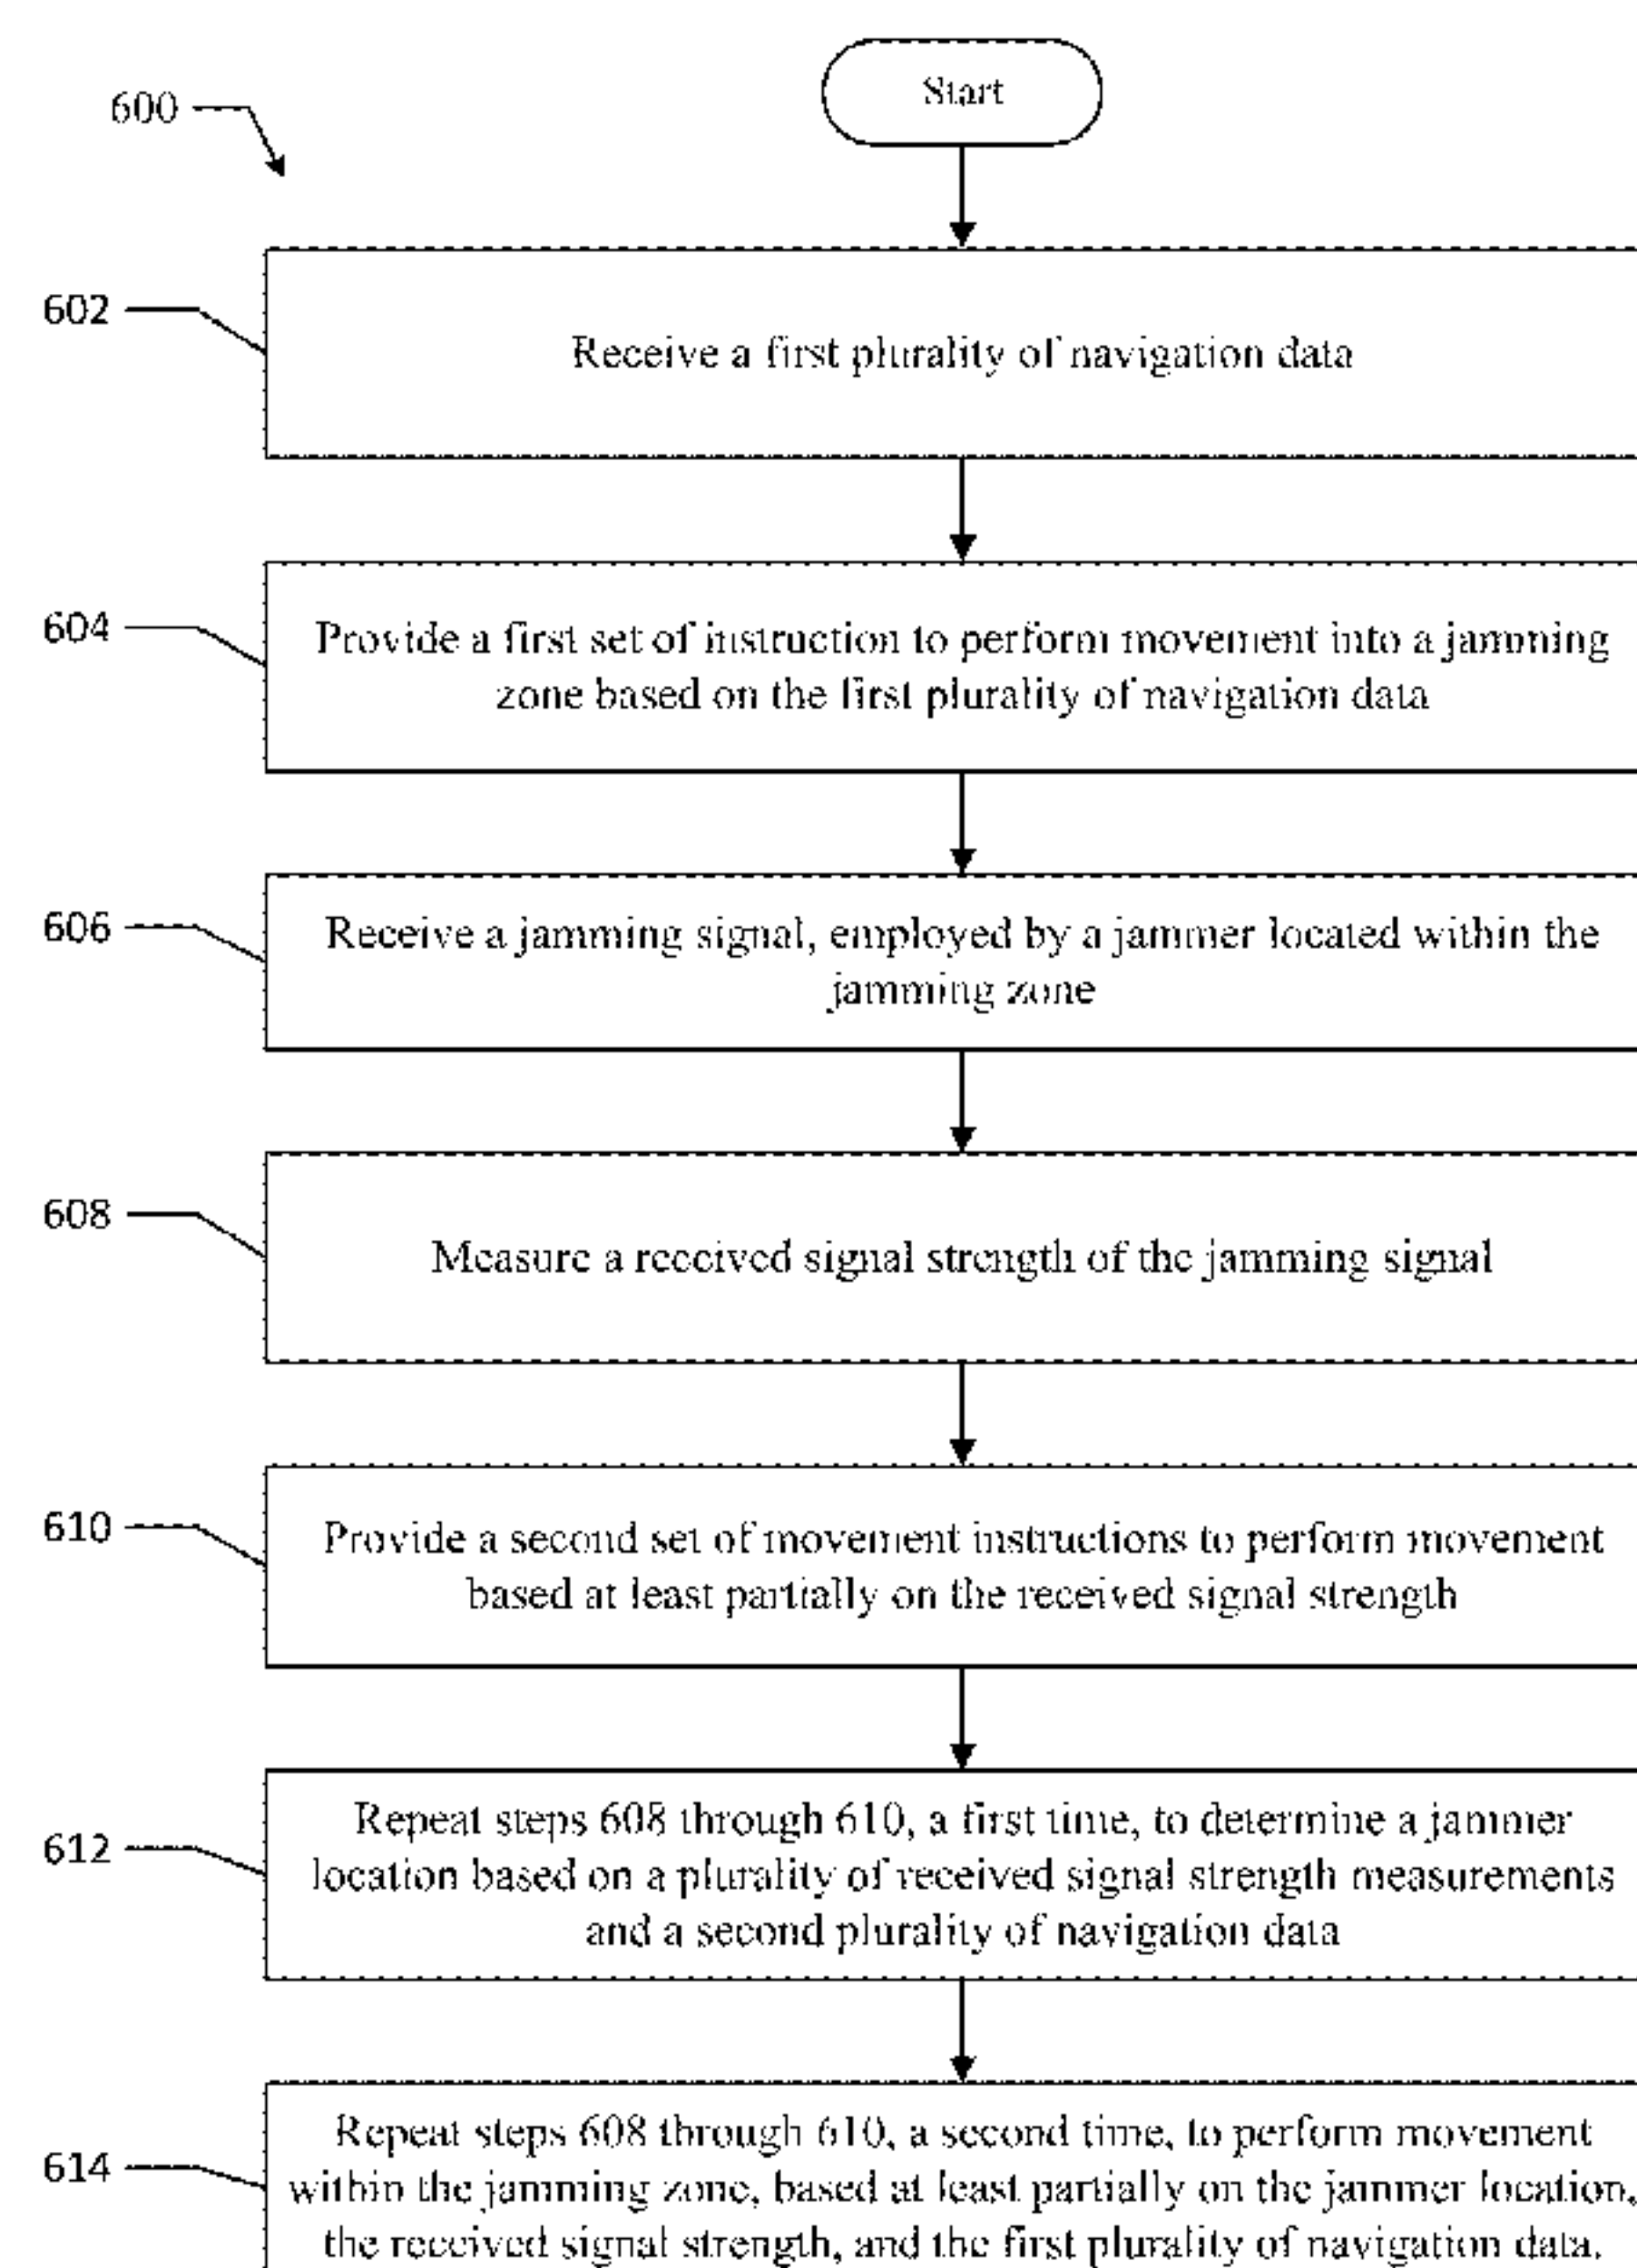 Start
600
602
Receive a first plurality of navigation data
604
Provide a first set of instruction to perform movement into a jamming
zone based on the first plurality of navigation data
606
Receive a jamming signal, employed by a jammer located within the
jamming zone
608
Measure a received signal strength of the jamming signal
610
Provide a second set of movement instructions to perform movement
based at least partially on the received signal strength
612
Repeat steps 608 through 610, a first time, to determine a jammer
location based on a plurality of received signal strength measurements
and a second plurality of navigation data
614
Repeat steps 608 through 610, a second time, to perform movement
within the jamming zone, based at least partially on the jammer location,
the received signal strength, and the first plurality of navigation data.